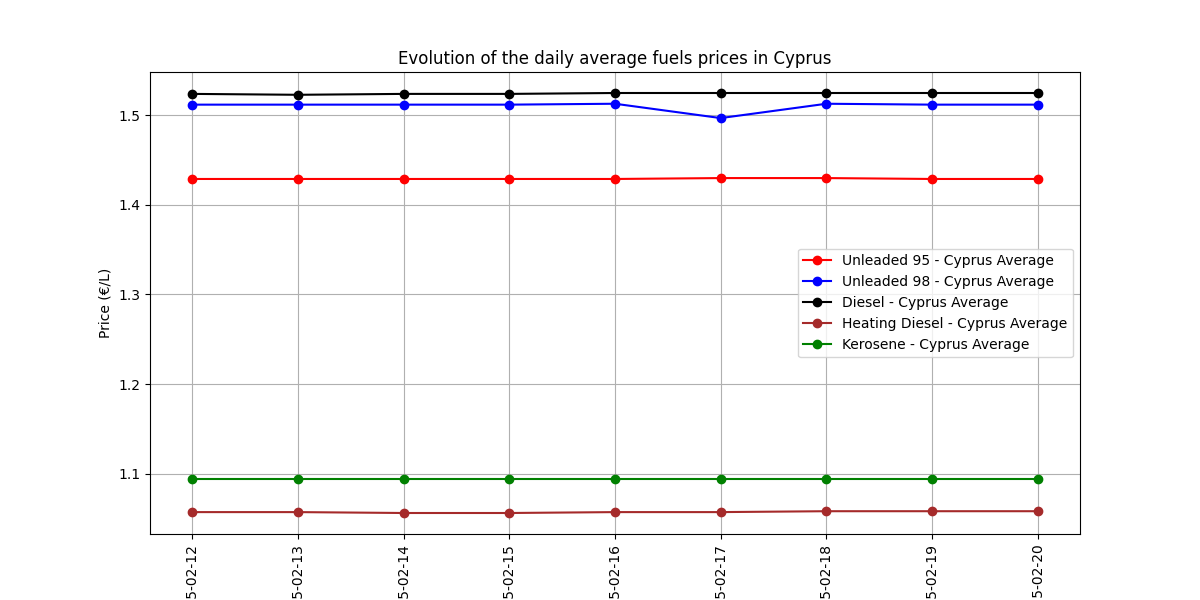 Evolution of the daily average fuels prices in Cyprus
Price (€/L)
1.5
1.4
1.3
1.2
1.1
Unleaded 95 - Cyprus Average
Unleaded 98 - Cyprus Average
Diesel - Cyprus Average
Heating Diesel - Cyprus Average
Kerosene - Cyprus Average
5-02-12
5-02-13
5-02-14
5-02-15
5-02-16
5-02-17
5-02-18
5-02-19
5-02-20